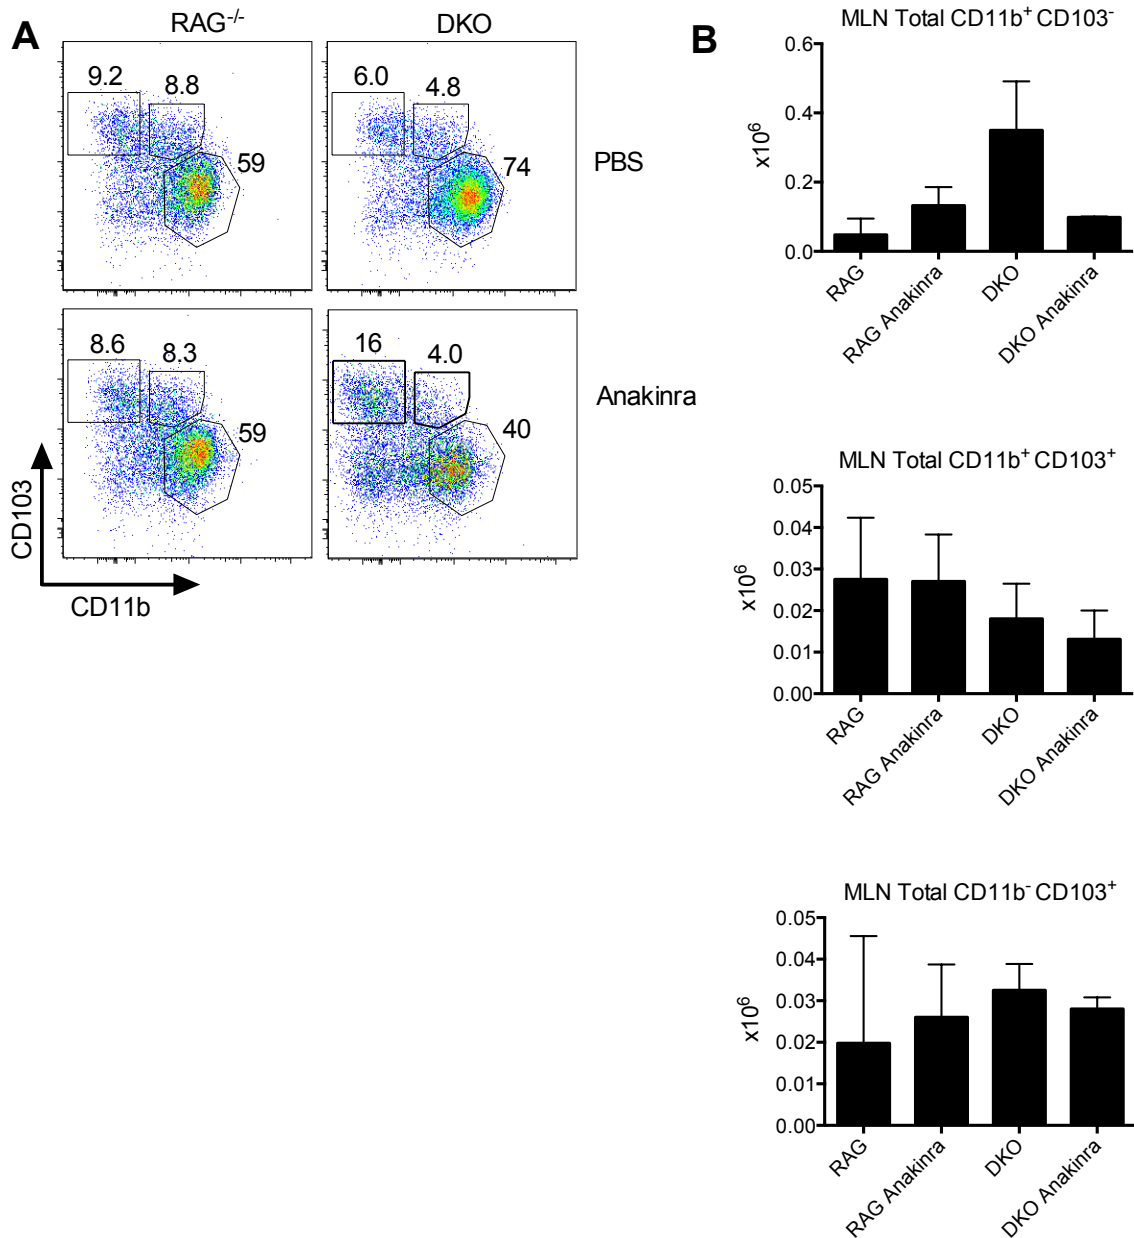 A
RAG-/-
DKO
9.2
8.8
59
6.0
4.8
74
PBS
8.6
8.3
59
16
4.0
40
Anakinra
CD103
CD11b
B
MLN Total CD11b+ CD103-
x10^6
0.6
0.4
0.2
0.0
RAG
RAG Anakinra
DKO
DKO Anakinra
MLN Total CD11b+ CD103+
x10^6
0.05
0.04
0.03
0.02
0.01
0.00
RAG
RAG Anakinra
DKO
DKO Anakinra
MLN Total CD11b- CD103+
x10^6
0.05
0.04
0.03
0.02
0.01
0.00
RAG
RAG Anakinra
DKO
DKO Anakinra